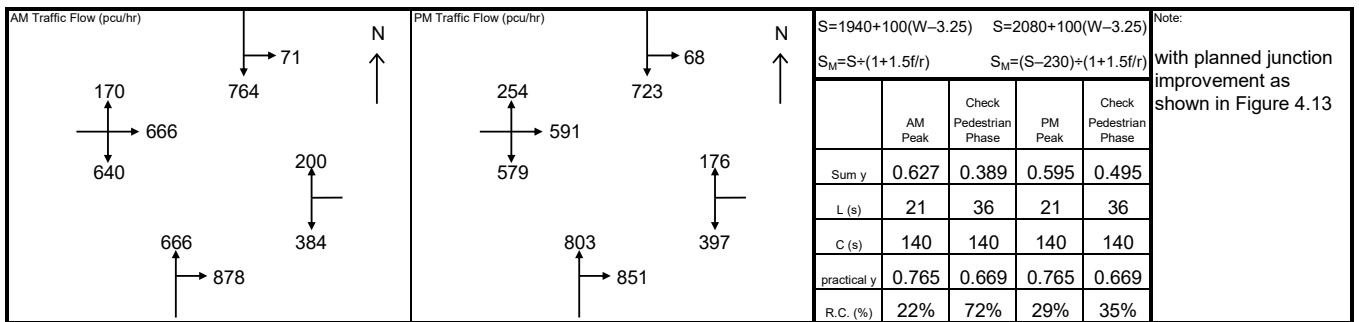 AM Traffic Flow (pcu/hr)
N
71
764
170
666
640
200
384
666
878
PM Traffic Flow (pcu/hr)
N
68
723
254
591
579
176
397
803
851
S=1940+100(W–3.25) S=2080+100(W–3.25)
S_M=S÷(1+1.5f/r) S_M=(S–230)÷(1+1.5f/r)
AM Peak Check Pedestrian Phase PM Peak Check Pedestrian Phase
Sum y 0.627 0.389 0.595 0.495
L (s) 21 36 21 36
C (s) 140 140 140 140
practical y 0.765 0.669 0.765 0.669
R.C. (%) 22% 72% 29% 35%
Note:
with planned junction
improvement as
shown in Figure 4.13